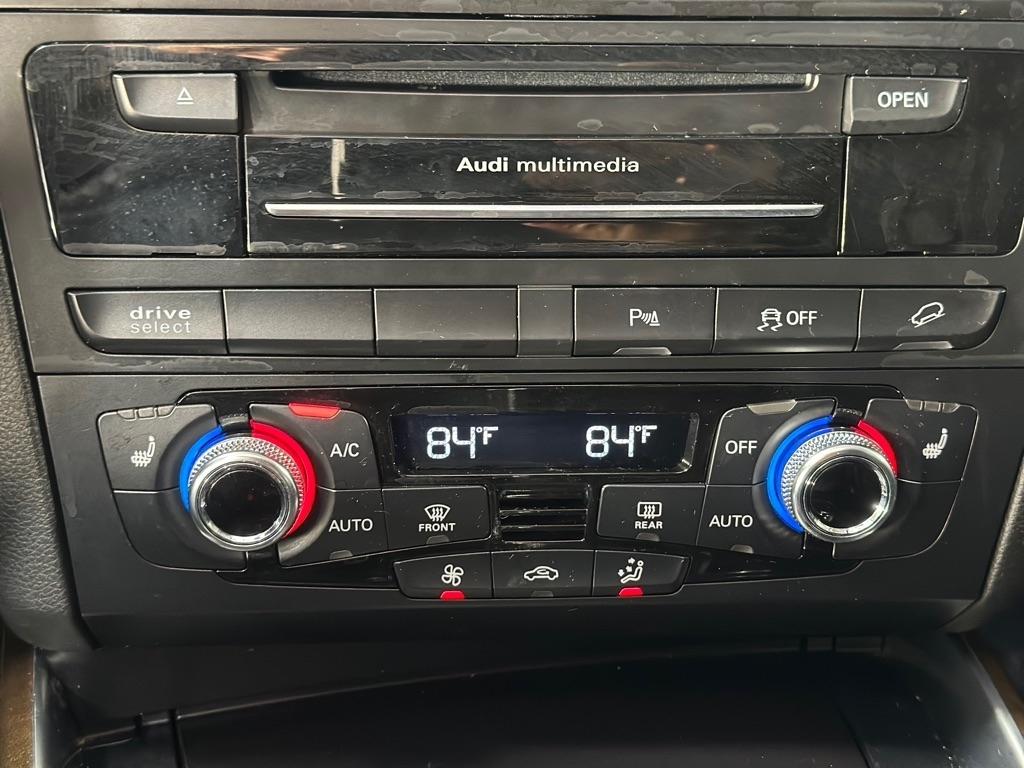 OPEN
Audi multimedia
drive
select
P
OFF
84°F 84°F
A/C
OFF
AUTO
FRONT
REAR
AUTO